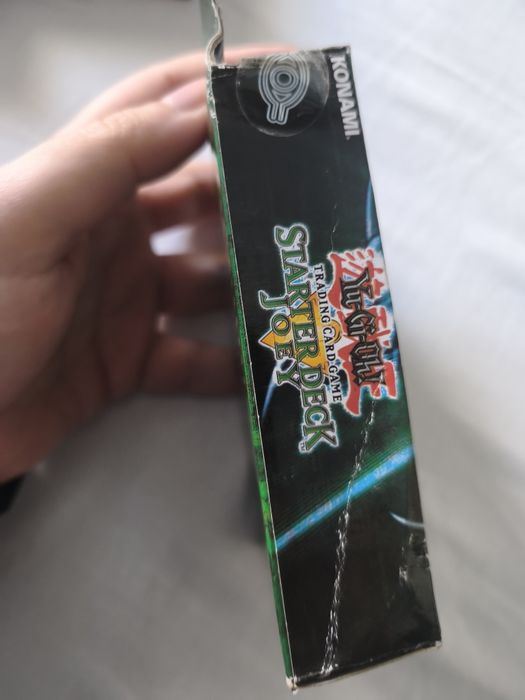 KONAMI
Yu-Gi-Oh!
TRADING CARD GAME
STARTER DECK
JOEY